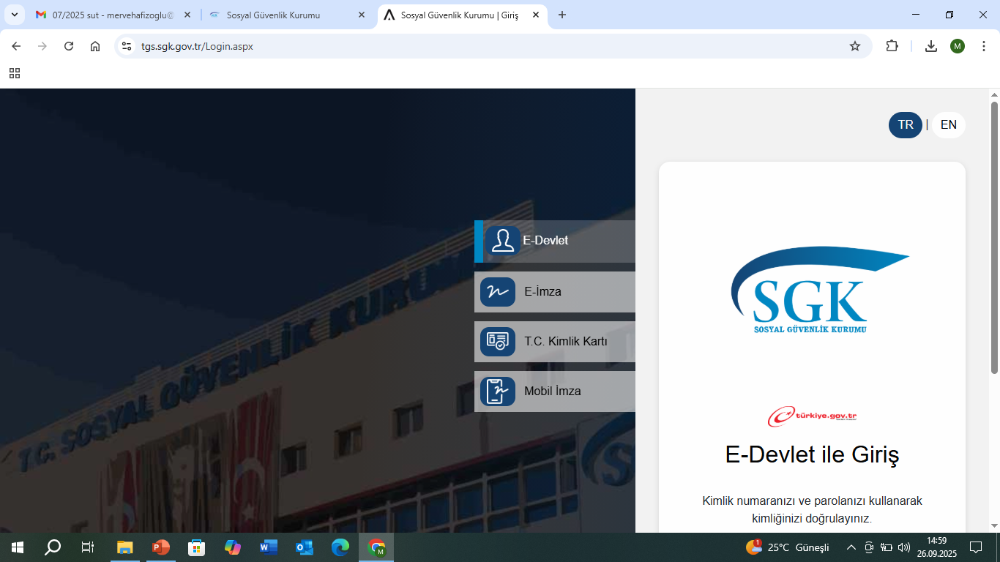 07/2025 sut - mervehafizoglu@
Sosyal Güvenlik Kurumu
Sosyal Güvenlik Kurumu | Giriş
tgs.sgk.gov.tr/Login.aspx
M
TR | EN
T.C. SOSYAL GÜVENLİK KURUMU
E-Devlet
E-İmza
T.C. Kimlik Kartı
Mobil İmza
SGK
SOSYAL GÜVENLİK KURUMU
türkiye.gov.tr
E-Devlet ile Giriş
Kimlik numaranızı ve parolanızı kullanarak
kimliğinizi doğrulayınız.
1
25°C Güneşli
14:59
26.09.2025